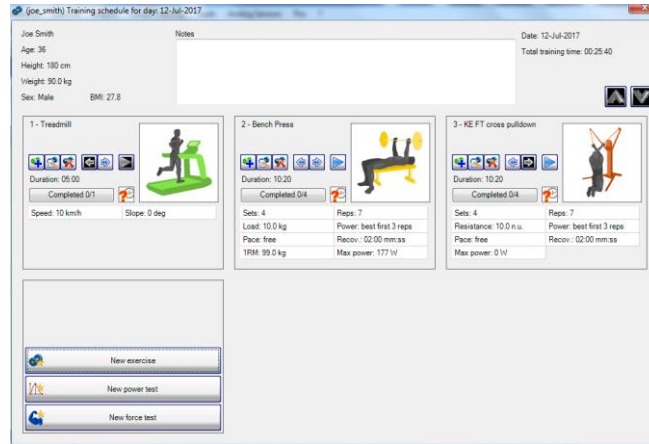 (joe_smith) Training schedule for day: 12-Jul-2017
Joe Smith
Age: 36
Height: 180 cm
Weight: 90.0 kg
Sex: Male BMI: 27.8
Notes
Date: 12-Jul-2017
Total training time: 00:25:40
1 - Treadmill
Duration: 05:00
Completed 0/1
Speed: 10 km/h Slope: 0 deg
2 - Bench Press
Duration: 10:20
Completed 0/4
Sets: 4 Reps: 7
Load: 10.0 kg Power: best first 3 reps
Pace: free Recov.: 02:00 mm:ss
1RM: 99.0 kg Max power: 177 W
3 - KE FT cross pulldown
Duration: 10:20
Completed 0/4
Sets: 4 Reps: 7
Resistance: 10.0 n.u. Power: best first 3 reps
Pace: free Recov.: 02:00 mm:ss
Max power: 0 W
New exercise
New power test
New force test